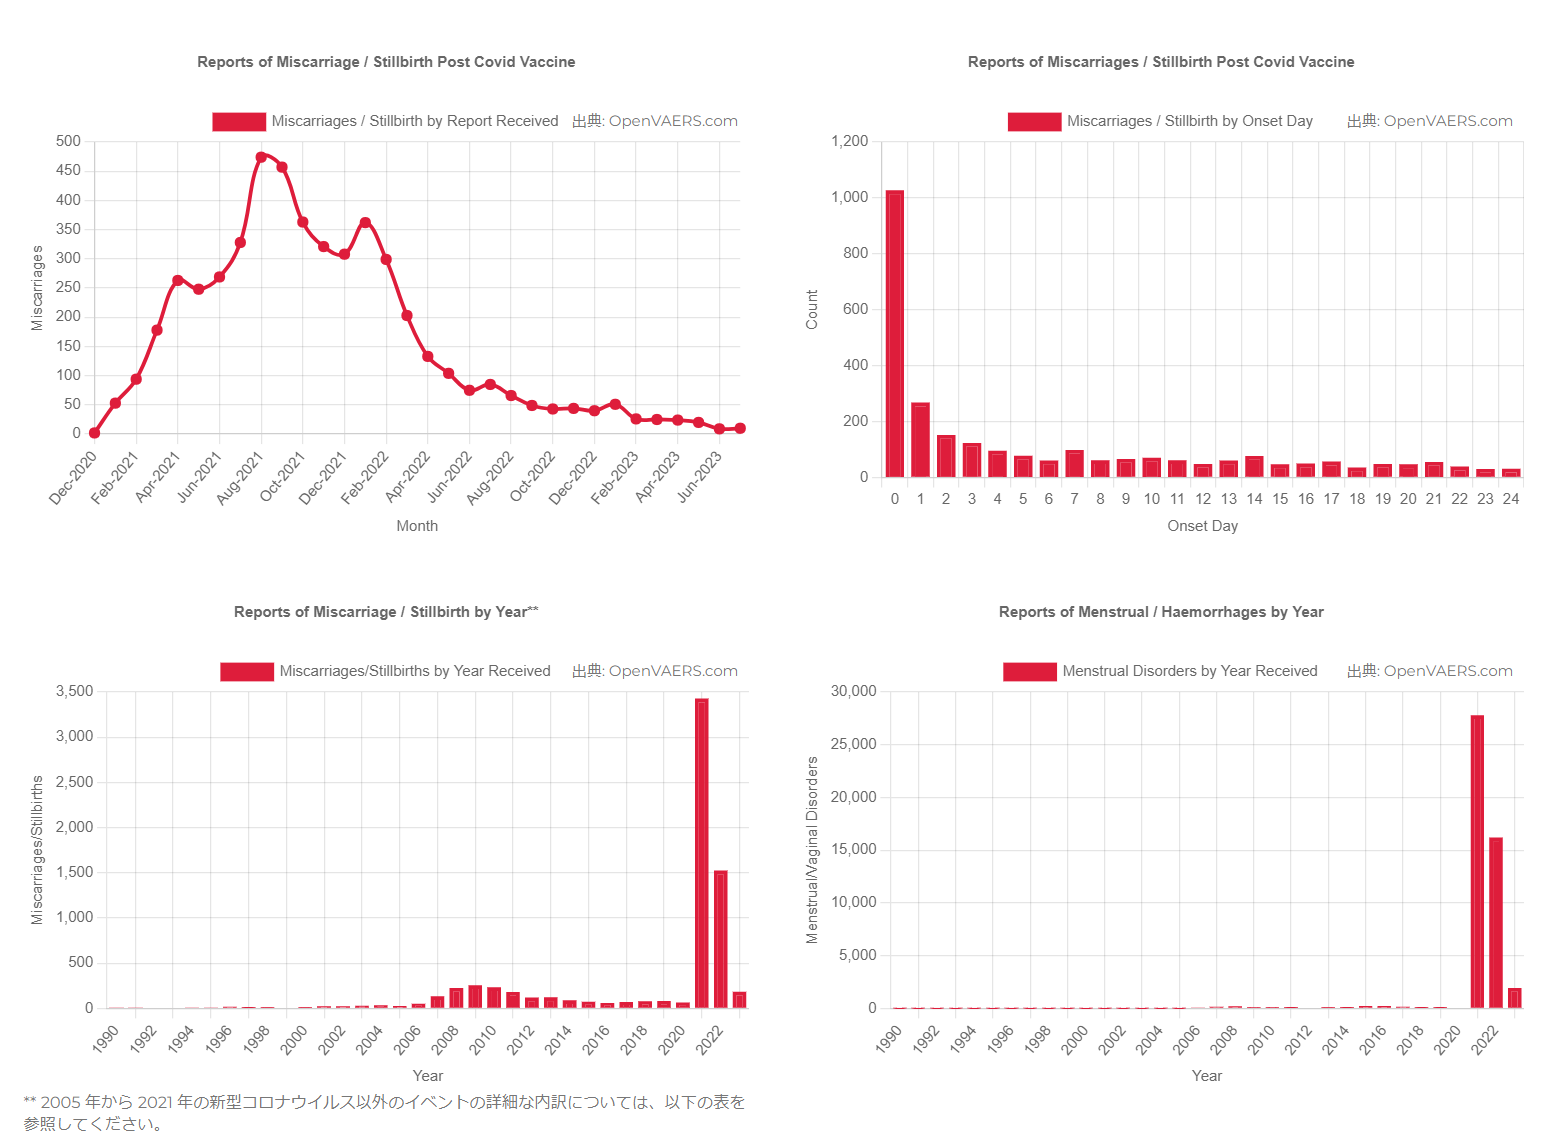 Reports of Miscarriage / Stillbirth Post Covid Vaccine
Miscarriages / Stillbirth by Report Received 出典: OpenVAERS.com
500
450
400
350
300
250
200
150
100
50
0
Miscarriages
Dec-2020
Feb-2021
Apr-2021
Jun-2021
Aug-2021
Oct-2021
Dec-2021
Feb-2022
Apr-2022
Jun-2022
Aug-2022
Oct-2022
Dec-2022
Feb-2023
Apr-2023
Jun-2023
Month
Reports of Miscarriages / Stillbirth Post Covid Vaccine
Miscarriages / Stillbirth by Onset Day 出典: OpenVAERS.com
1,200
1,000
800
600
400
200
0
Count
0 1 2 3 4 5 6 7 8 9 10 11 12 13 14 15 16 17 18 19 20 21 22 23 24
Onset Day
Reports of Miscarriage / Stillbirth by Year**
Miscarriages/Stillbirths by Year Received 出典: OpenVAERS.com
3,500
3,000
2,500
2,000
1,500
1,000
500
0
Miscarriages/Stillbirths
1990
1992
1994
1996
1998
2000
2002
2004
2006
2008
2010
2012
2014
2016
2018
2020
2022
Year
** 2005 年から 2021 年の新型コロナウイルス以外のイベントの詳細な内訳については、以下の表を
参照してください。
Reports of Menstrual / Haemorrhages by Year
Menstrual Disorders by Year Received 出典: OpenVAERS.com
30,000
25,000
20,000
15,000
10,000
5,000
0
Menstrual/Vaginal Disorders
1990
1992
1994
1996
1998
2000
2002
2004
2006
2008
2010
2012
2014
2016
2018
2020
2022
Year